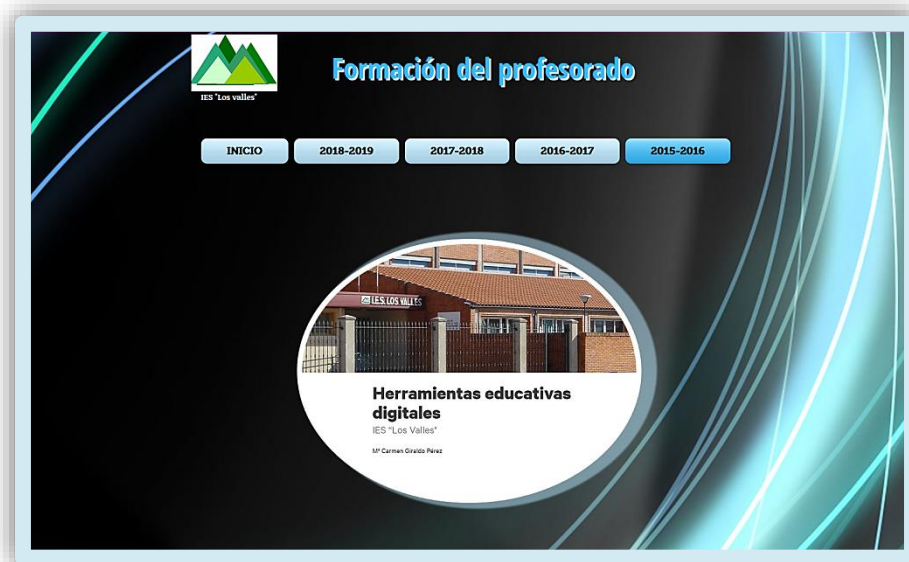 Formación del profesorado
IES "Los valles"
INICIO
2018-2019
2017-2018
2016-2017
2015-2016
I.E.S. LOS VALLES
Herramientas educativas
digitales
IES "Los Valles"
Mª Carmen Giraldo Pérez